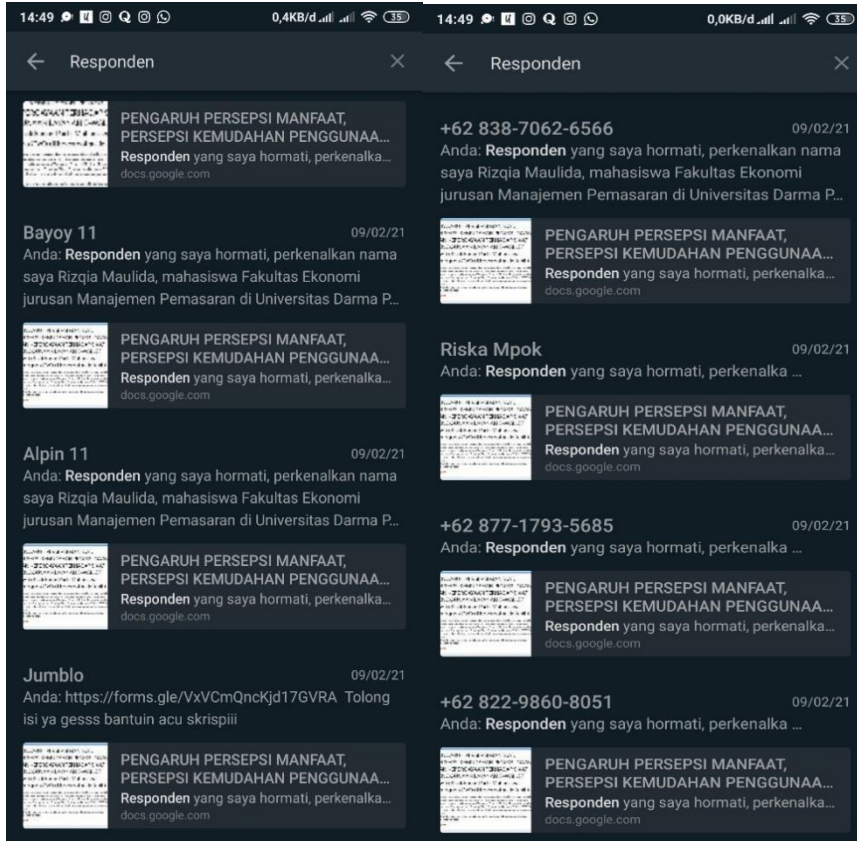 14:49
0,4KB/d
35
Responden
PENGARUH PERSEPSI MANFAAT,
PERSEPSI KEMUDAHAN PENGGUNAA...
Responden yang saya hormati, perkenalka...
docs.google.com
Bayoy 11 09/02/21
Anda: Responden yang saya hormati, perkenalkan nama
saya Rizqia Maulida, mahasiswa Fakultas Ekonomi
jurusan Manajemen Pemasaran di Universitas Darma P...
PENGARUH PERSEPSI MANFAAT,
PERSEPSI KEMUDAHAN PENGGUNAA...
Responden yang saya hormati, perkenalka...
docs.google.com
Alpin 11 09/02/21
Anda: Responden yang saya hormati, perkenalkan nama
saya Rizqia Maulida, mahasiswa Fakultas Ekonomi
jurusan Manajemen Pemasaran di Universitas Darma P...
PENGARUH PERSEPSI MANFAAT,
PERSEPSI KEMUDAHAN PENGGUNAA...
Responden yang saya hormati, perkenalka...
docs.google.com
Jumblo 09/02/21
Anda: https://forms.gle/VxVCmQncKjd17GVRA Tolong
isi ya gesss bantuin acu skrispiii
PENGARUH PERSEPSI MANFAAT,
PERSEPSI KEMUDAHAN PENGGUNAA...
Responden yang saya hormati, perkenalka...
docs.google.com
14:49
0,0KB/d
35
Responden
+62 838-7062-6566 09/02/21
Anda: Responden yang saya hormati, perkenalkan nama
saya Rizqia Maulida, mahasiswa Fakultas Ekonomi
jurusan Manajemen Pemasaran di Universitas Darma P...
PENGARUH PERSEPSI MANFAAT,
PERSEPSI KEMUDAHAN PENGGUNAA...
Responden yang saya hormati, perkenalka...
docs.google.com
Riska Mpok 09/02/21
Anda: Responden yang saya hormati, perkenalka ...
PENGARUH PERSEPSI MANFAAT,
PERSEPSI KEMUDAHAN PENGGUNAA...
Responden yang saya hormati, perkenalka...
docs.google.com
+62 877-1793-5685 09/02/21
Anda: Responden yang saya hormati, perkenalka ...
PENGARUH PERSEPSI MANFAAT,
PERSEPSI KEMUDAHAN PENGGUNAA...
Responden yang saya hormati, perkenalka...
docs.google.com
+62 822-9860-8051 09/02/21
Anda: Responden yang saya hormati, perkenalka ...
PENGARUH PERSEPSI MANFAAT,
PERSEPSI KEMUDAHAN PENGGUNAA...
Responden yang saya hormati, perkenalka...
docs.google.com